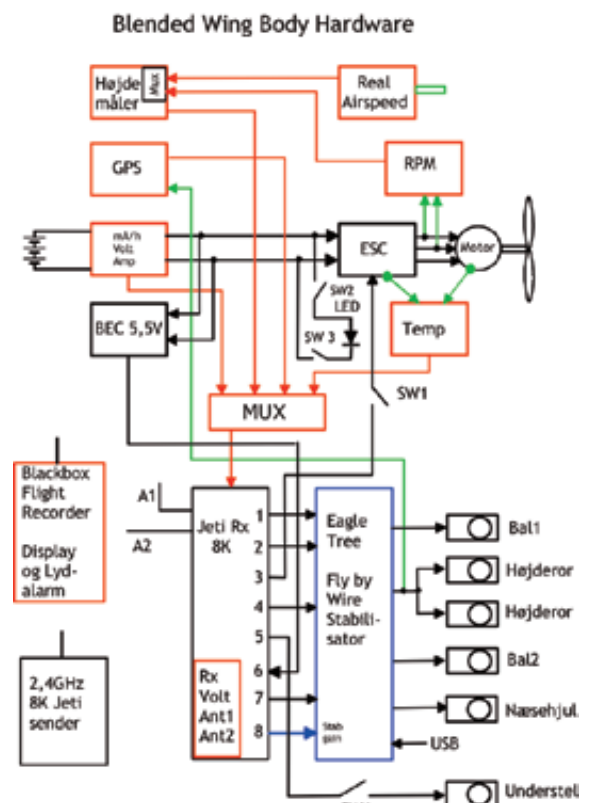 Blended Wing Body Hardware
Højde
måler
Mux
Real
Airspeed
GPS
RPM
mA/h
Volt
Amp
ESC
Motor
SW2
LED
SW 3
BEC 5,5V
Temp
SW1
MUX
Blackbox
Flight
Recorder
Display
og Lyd-
alarm
A1
A2
Jeti Rx
8K
1
2
3
4
5
6
7
8
Rx
Volt
Ant1
Ant2
Eagle
Tree
Fly by
Wire
Stabili-
sator
Stab
gain
Bal1
Højderor
Højderor
Bal2
Næsehjul
USB
Understel
2,4GHz
8K Jeti
sender